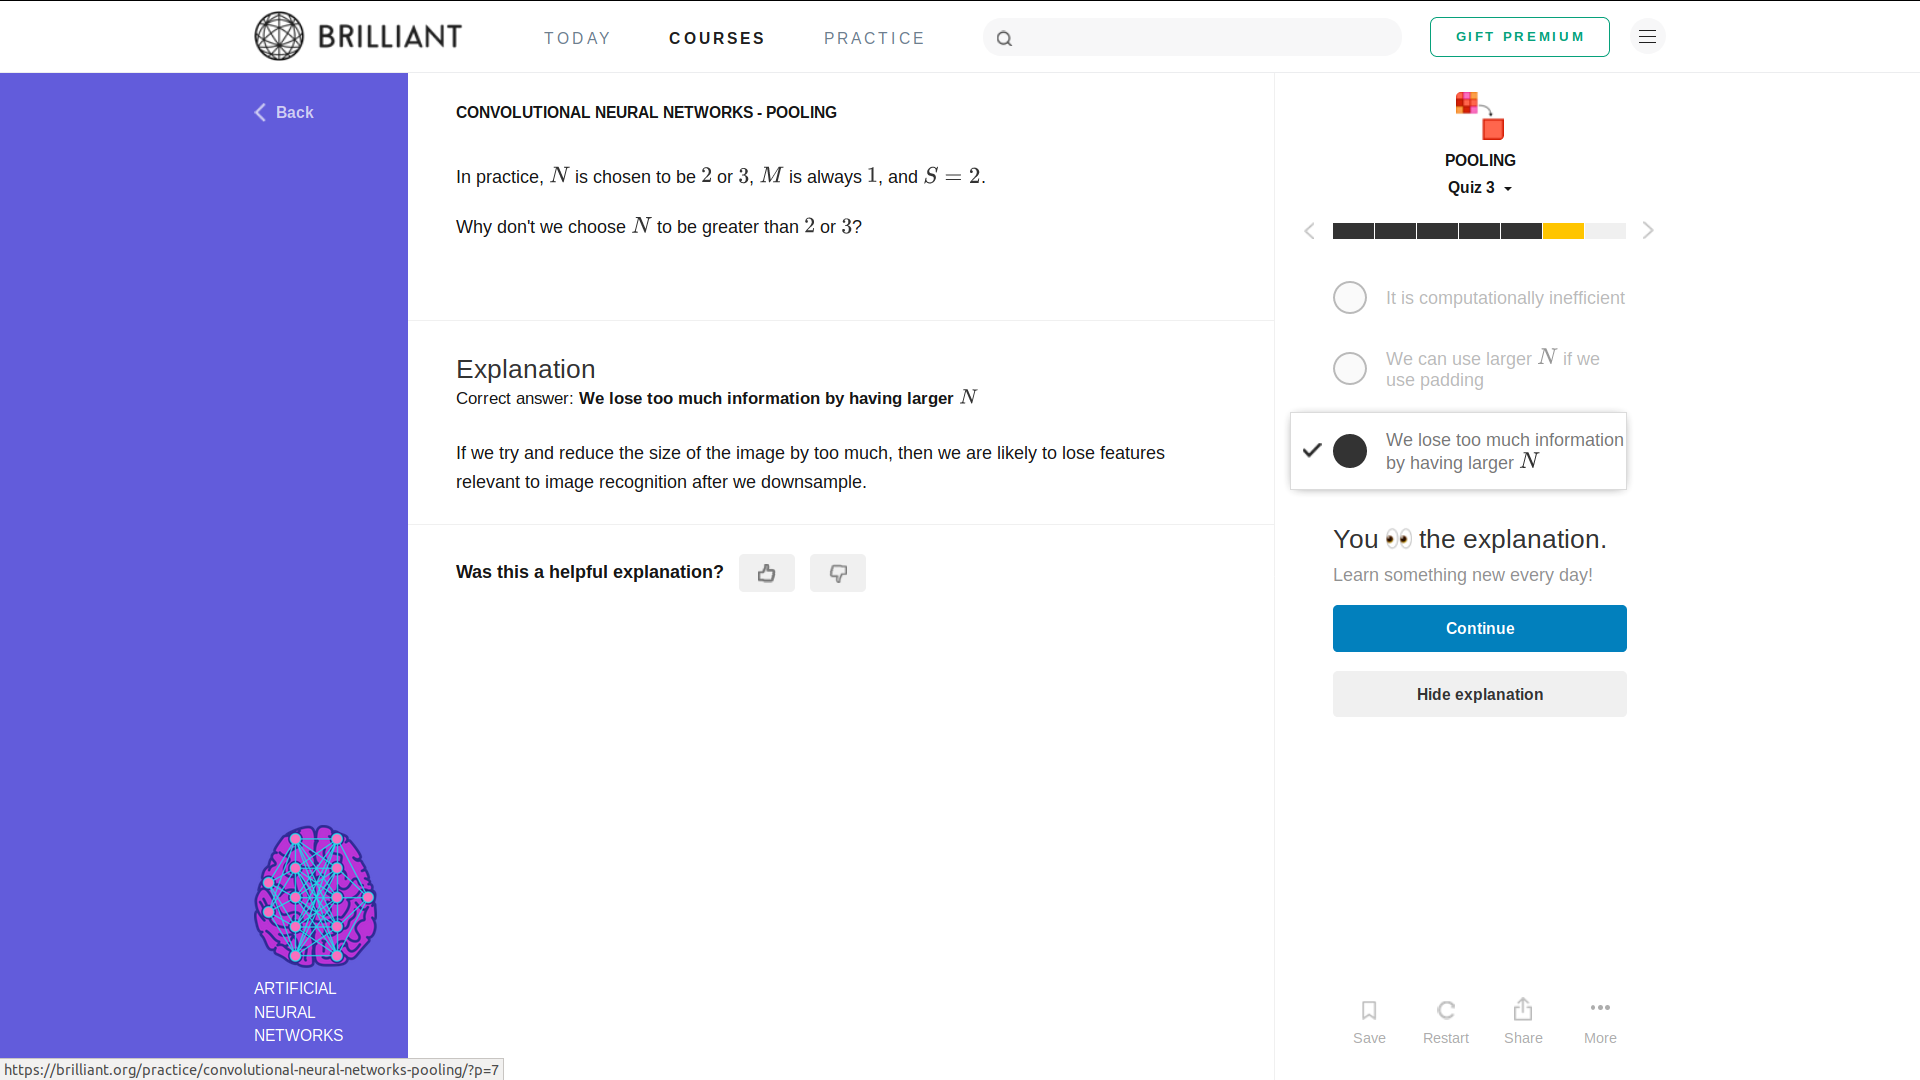 BRILLIANT
TODAY
COURSES
PRACTICE
GIFT PREMIUM
Back
CONVOLUTIONAL NEURAL NETWORKS - POOLING
In practice, N is chosen to be 2 or 3, M is always 1, and S = 2.
Why don't we choose N to be greater than 2 or 3?
Explanation
Correct answer: We lose too much information by having larger N
If we try and reduce the size of the image by too much, then we are likely to lose features
relevant to image recognition after we downsample.
Was this a helpful explanation?
POOLING
Quiz 3
It is computationally inefficient
We can use larger N if we
use padding
We lose too much information
by having larger N
You 👀 the explanation.
Learn something new every day!
Continue
Hide explanation
Save
Restart
Share
More
ARTIFICIAL
NEURAL
NETWORKS
https://brilliant.org/practice/convolutional-neural-networks-pooling/?p=7